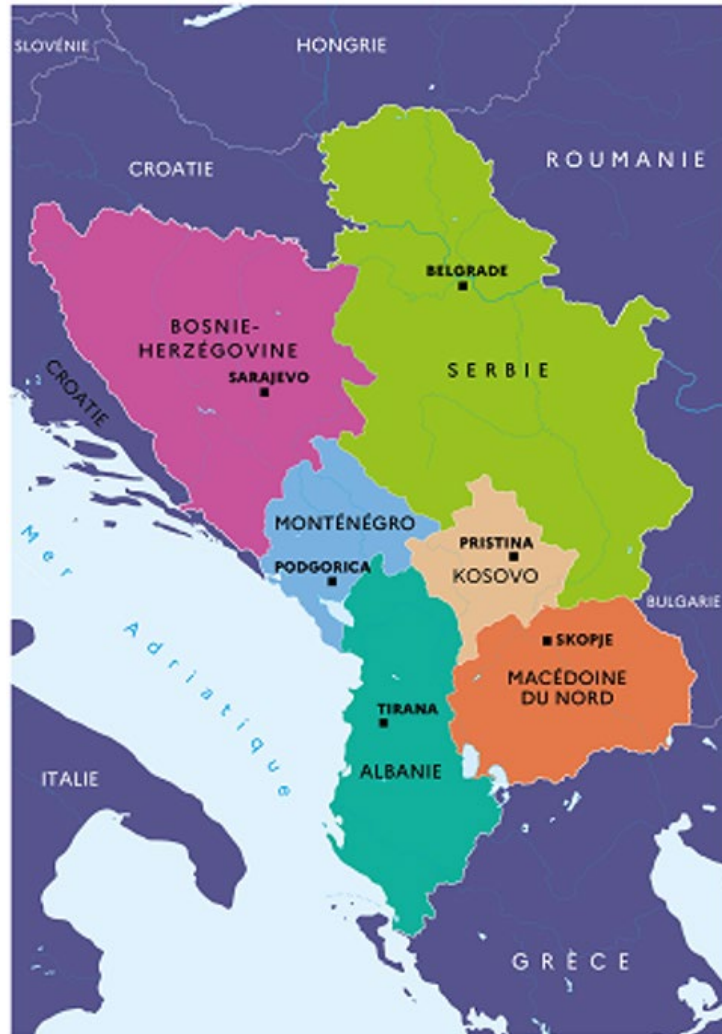 SLOVÉNIE
HONGRIE
CROATIE
ROUMANIE
BELGRADE
BOSNIE-
HERZÉGOVINE
SARAJEVO
SERBIE
CROATIE
MONTÉNÉGRO
PODGORICA
PRISTINA
KOSOVO
BULGARIE
SKOPJE
MACÉDOINE
DU NORD
Mer Adriatique
TIRANA
ALBANIE
ITALIE
GRÈCE